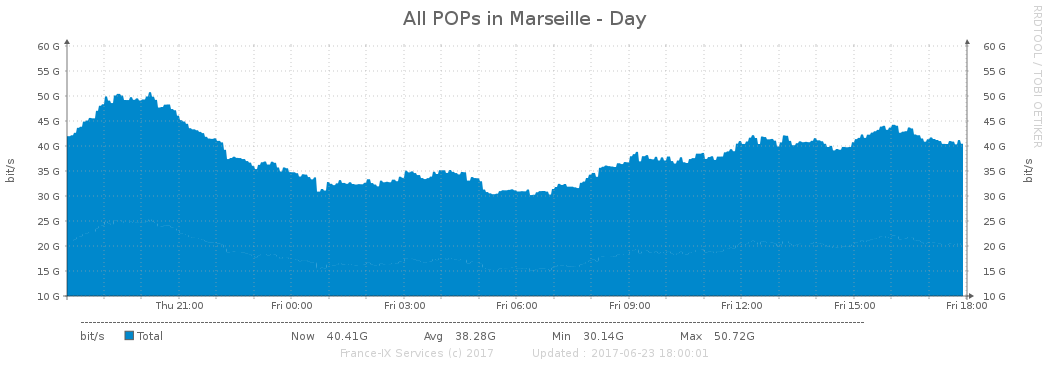 All POPs in Marseille - Day
RRDTOOL / TOBI OETIKER
bit/s
60 G 60 G
55 G 55 G
50 G 50 G
45 G 45 G
40 G 40 G
35 G 35 G
30 G 30 G
25 G 25 G
20 G 20 G
15 G 15 G
10 G 10 G
bit/s
Thu 21:00 Fri 00:00 Fri 03:00 Fri 06:00 Fri 09:00 Fri 12:00 Fri 15:00 Fri 18:00
bit/s Total Now 40.41G Avg 38.28G Min 30.14G Max 50.72G
France-IX Services (c) 2017 Updated : 2017-06-23 18:00:01